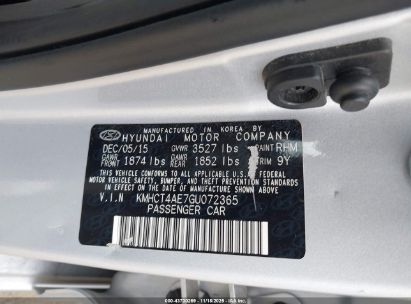 MANUFACTURED IN KOREA BY
HYUNDAI MOTOR COMPANY
DEC/05/15 GVWR 3527 lbs PAINT RHM
GAWR FRONT 1874 lbs GAWR REAR 1852 lbs TRIM 9Y
THIS VEHICLE CONFORMS TO ALL APPLICABLE U.S. FEDERAL
MOTOR VEHICLE SAFETY, BUMPER, AND THEFT
PREVENTION STANDARDS IN EFFECT ON THE DATE OF
MANUFACTURE SHOWN ABOVE.
V.I.N KMHCT4AE7GU072365
PASSENGER CAR